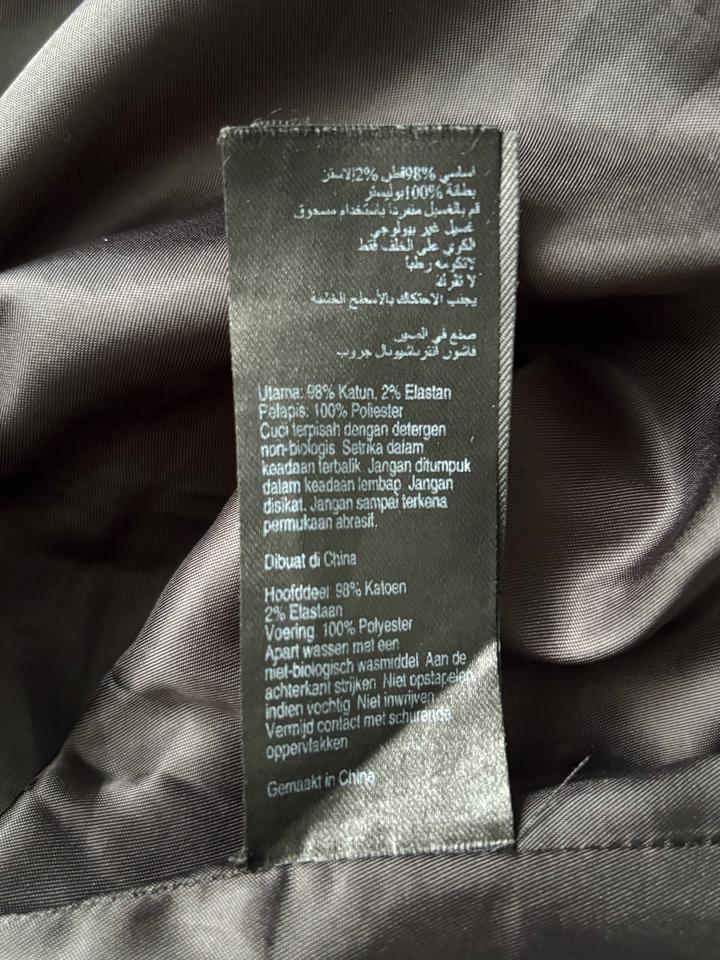 اساسي %98قطن %2إلاستنز
بطانة %100بوليستر
قم بالغسيل منفردا باستخدام مسحوق
غسيل غير بيولوجي
الكوي على الخلف فقط
لاتكومه رطبا
لا تفركه
يجنب الاحتكاك بالأسطح الخشنه
صنع في الصين
فاشون انترناشيونال جروب
Utama: 98% Katun, 2% Elastan
Pelapis: 100% Poliester
Cuci terpisah dengan detergen
non-biologis. Setrika dalam
keadaan terbalik. Jangan ditumpuk
dalam keadaan lembap. Jangan
disikat. Jangan sampai terkena
permukaan abrasif.
Dibuat di China
Hoofddeel: 98% Katoen
2% Elastaan
Voering: 100% Polyester
Apart wassen met een
niet-biologisch wasmiddel. Aan de
achterkant strijken. Niet opstapelen
indien vochtig. Niet inwrijven.
Vermijd contact met schurende
oppervlakken.
Gemaakt in China